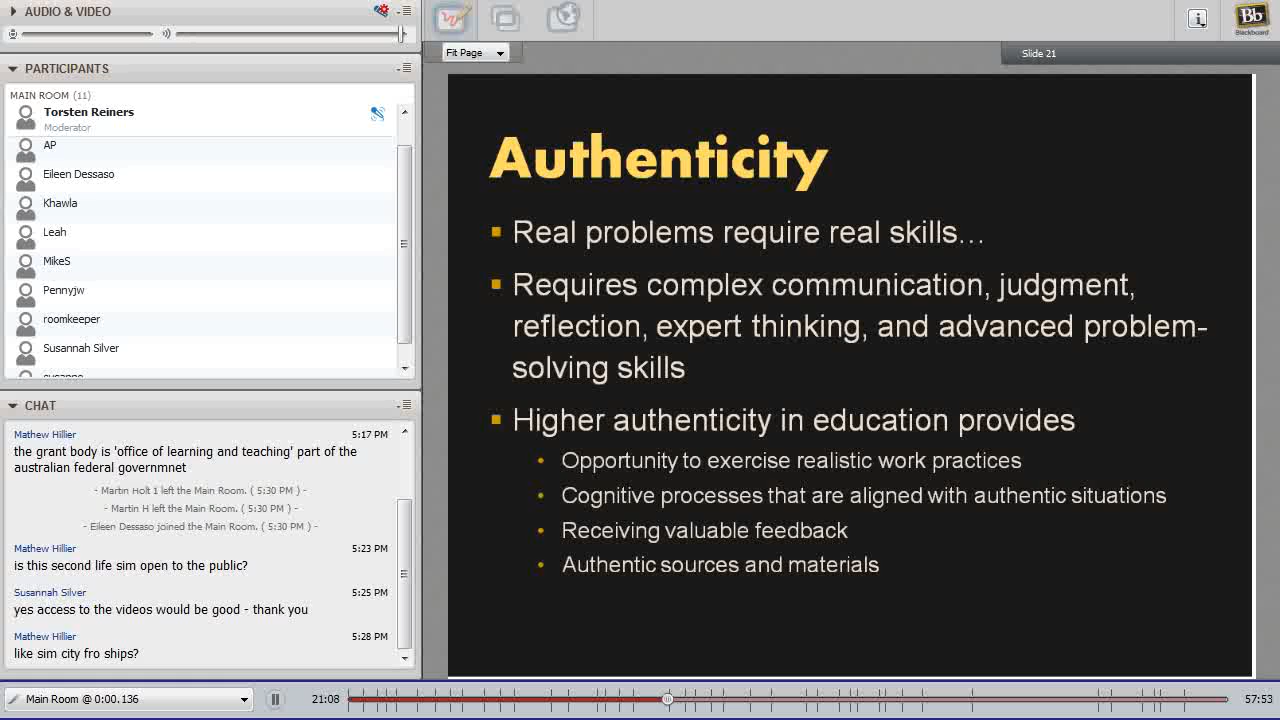 AUDIO & VIDEO
PARTICIPANTS
MAIN ROOM (11)
Torsten Reiners
Moderator
AP
Eileen Dessaso
Khawla
Leah
MikeS
Pennyjw
roomkeeper
Susannah Silver
CHAT
Mathew Hillier 5:17 PM
the grant body is 'office of learning and teaching' part of the
australian federal governmnet
- Martin Holt 1 left the Main Room. ( 5:30 PM ) -
- Martin H left the Main Room. ( 5:30 PM ) -
- Eileen Dessaso joined the Main Room. ( 5:30 PM ) -
Mathew Hillier 5:23 PM
is this second life sim open to the public?
Susannah Silver 5:25 PM
yes access to the videos would be good - thank you
Mathew Hillier 5:28 PM
like sim city fro ships?
Bb
Blackboard
Fit Page
Slide 21
Authenticity
Real problems require real skills…
Requires complex communication, judgment,
reflection, expert thinking, and advanced problem-
solving skills
Higher authenticity in education provides
Opportunity to exercise realistic work practices
Cognitive processes that are aligned with authentic situations
Receiving valuable feedback
Authentic sources and materials
Main Room @ 0:00.136
21:08
57:53